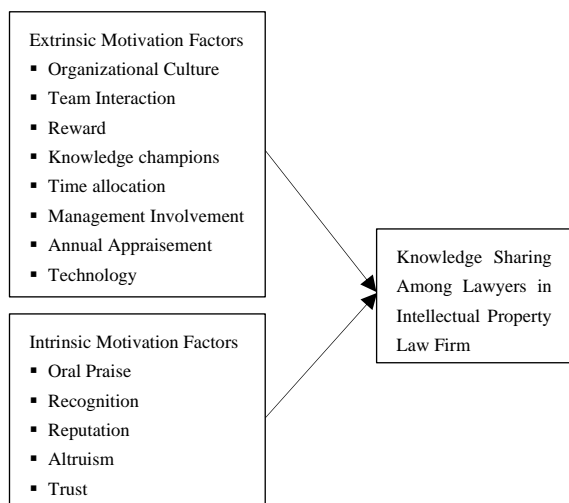 Extrinsic Motivation Factors
▪ Organizational Culture
▪ Team Interaction
▪ Reward
▪ Knowledge champions
▪ Time allocation
▪ Management Involvement
▪ Annual Appraisement
▪ Technology
Intrinsic Motivation Factors
▪ Oral Praise
▪ Recognition
▪ Reputation
▪ Altruism
▪ Trust
Knowledge Sharing
Among Lawyers in
Intellectual Property
Law Firm